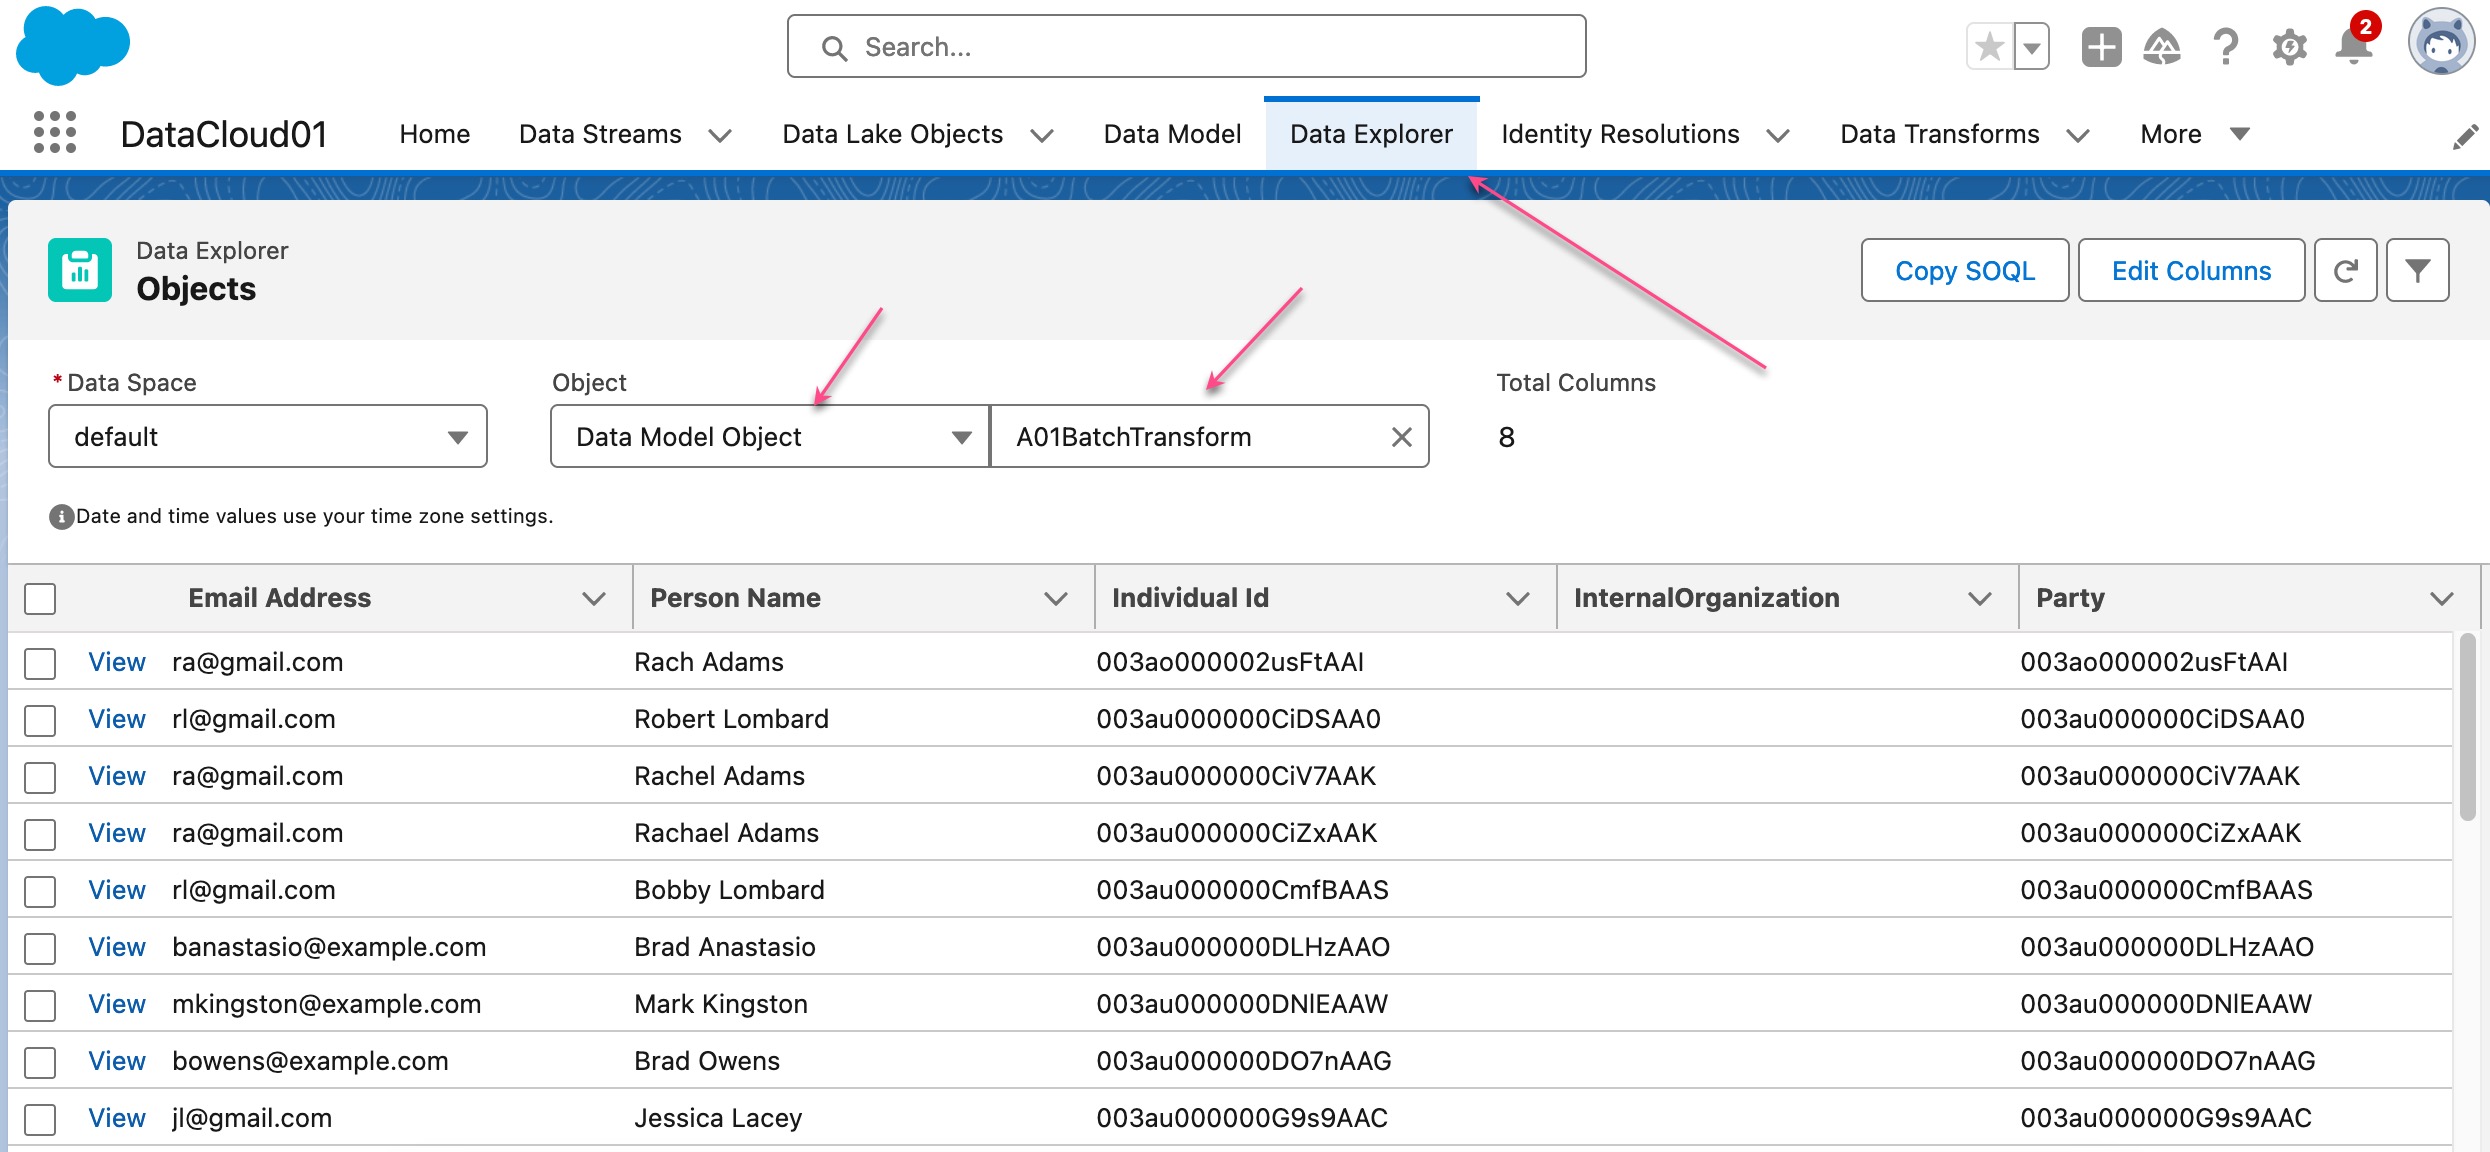 Search...
2
DataCloud01 Home Data Streams Data Lake Objects Data Model Data Explorer Identity Resolutions Data Transforms More
Data Explorer
Objects
Copy SOQL Edit Columns
* Data Space Object Total Columns
default Data Model Object A01BatchTransform 8
Date and time values use your time zone settings.
Email Address Person Name Individual Id InternalOrganization Party
View ra@gmail.com Rach Adams 003ao000002usFtAAI 003ao000002usFtAAI
View rl@gmail.com Robert Lombard 003au000000CiDSAA0 003au000000CiDSAA0
View ra@gmail.com Rachel Adams 003au000000CiV7AAK 003au000000CiV7AAK
View ra@gmail.com Rachael Adams 003au000000CiZxAAK 003au000000CiZxAAK
View rl@gmail.com Bobby Lombard 003au000000CmfBAAS 003au000000CmfBAAS
View banastasio@example.com Brad Anastasio 003au000000DLHzAAO 003au000000DLHzAAO
View mkingston@example.com Mark Kingston 003au000000DNlEAAW 003au000000DNlEAAW
View bowens@example.com Brad Owens 003au000000DO7nAAG 003au000000DO7nAAG
View jl@gmail.com Jessica Lacey 003au000000G9s9AAC 003au000000G9s9AAC